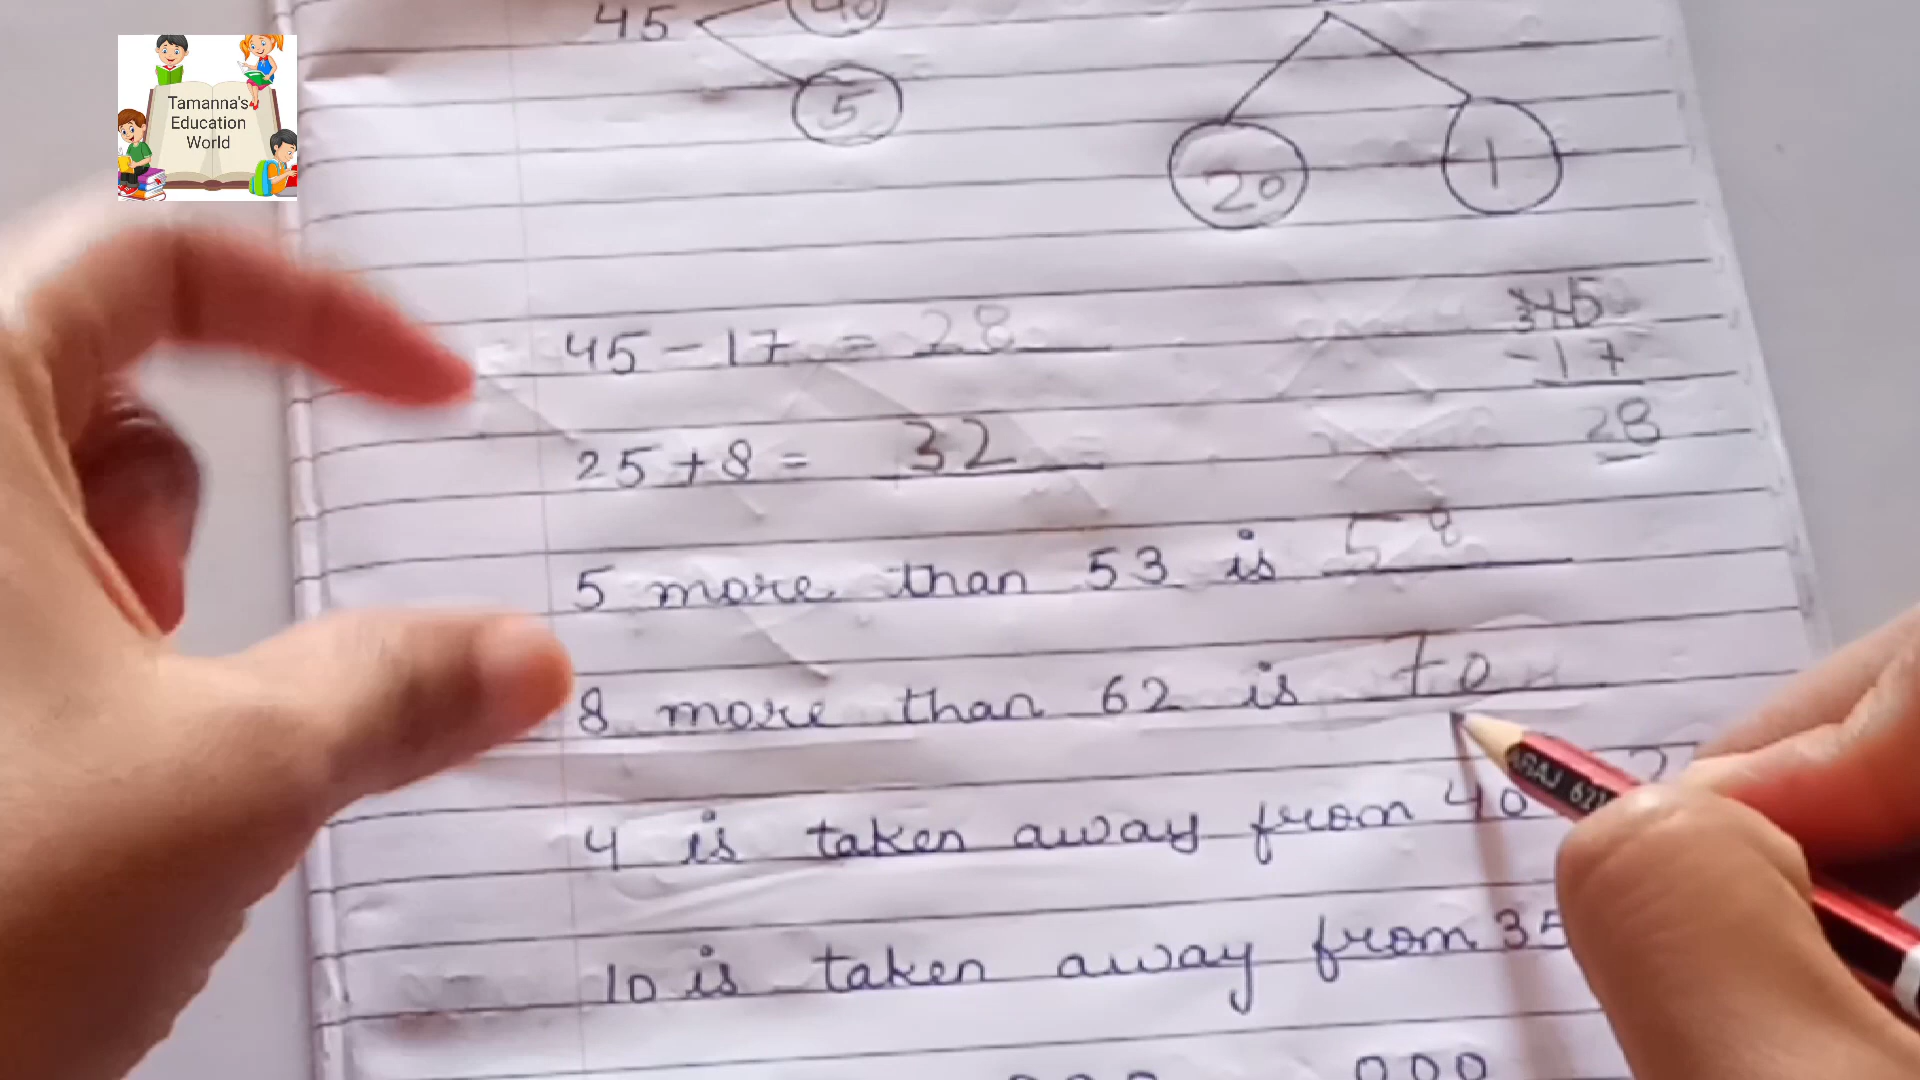 Tamanna's
Education
World
45
40
5
20
1
45 - 17 = 28
45
- 17
28
25 + 8 = 32
5 more than 53 is 58
8 more than 62 is 70
4 is taken away from 40
10 is taken away from 35